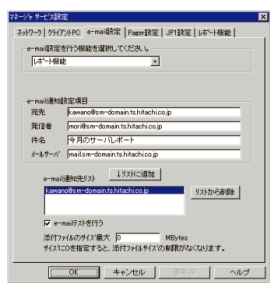 マネージャ サービス設定
ネットワーク クライアントPC e-mail設定 Pager設定 JP1設定 レポート機能
e-mail設定を行う機能を選択してください。
レポート機能
e-mail通知設定項目
宛先 kawano@sm-domain.ts.hitachi.co.jp
発信者 mori@sm-domain.ts.hitachi.co.jp
件名 今月のサーバレポート
メールサーバ mail.sm-domain.ts.hitachi.co.jp
e-mail通知先リスト ↓リストに追加
kawano@sm-domain.ts.hitachi.co.jp リストから削除
e-mailテストを行う
添付ファイルのサイズ最大 0 MBytes
サイズに0を指定すると、添付ファイルサイズの制限がなくなります。
OK キャンセル 適用(A) ヘルプ